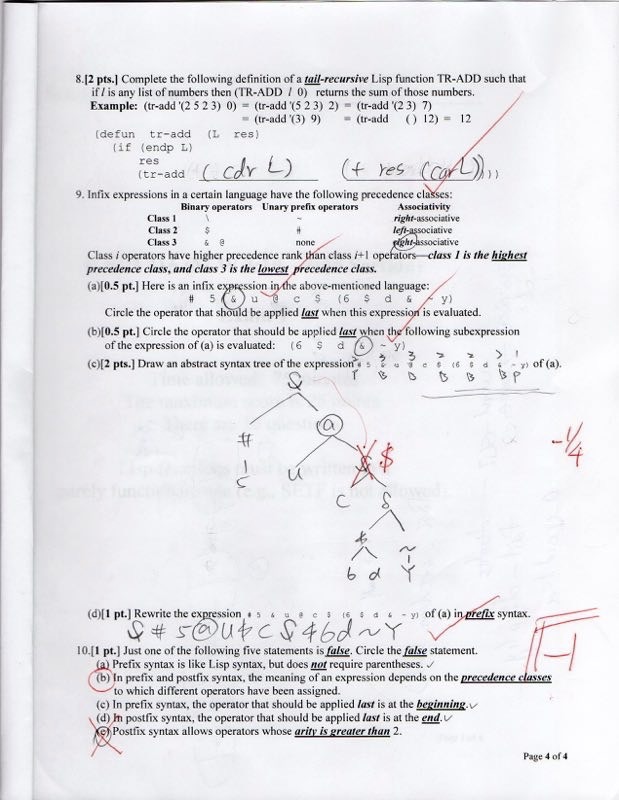 8.[2 pts.] Complete the following definition of a tail-recursive Lisp function TR-ADD such that
if l is any list of numbers then (TR-ADD l 0) returns the sum of those numbers.
Example: (tr-add '(2 5 2 3) 0) = (tr-add '(5 2 3) 2) = (tr-add '(2 3) 7)
= (tr-add '(3) 9) = (tr-add () 12) = 12
(defun tr-add (L res)
(if (endp L)
res
(tr-add (cdr L) (+ res (car L))))
9. Infix expressions in a certain language have the following precedence classes:
Binary operators Unary prefix operators Associativity
Class 1 \ ~ right-associative
Class 2 $ # left-associative
Class 3 & @ none right-associative
Class i operators have higher precedence rank than class i+1 operators—class 1 is the highest
precedence class, and class 3 is the lowest precedence class.
(a)[0.5 pt.] Here is an infix expression in the above-mentioned language:
# 5 & u @ c $ (6 $ d & ~ y)
Circle the operator that should be applied last when this expression is evaluated.
(b)[0.5 pt.] Circle the operator that should be applied last when the following subexpression
of the expression of (a) is evaluated: (6 $ d & ~ y)
(c)[2 pts.] Draw an abstract syntax tree of the expression # 5 & u @ c $ (6 $ d & ~ y) of (a).
&
# @
5 u $
c &
$ ~
6 d Y
-1/4
(d)[1 pt.] Rewrite the expression # 5 & u @ c $ (6 $ d & ~ y) of (a) in prefix syntax.
& # 5 @ u $ c & $ 6 d ~ Y
-1
10.[1 pt.] Just one of the following five statements is false. Circle the false statement.
(a) Prefix syntax is like Lisp syntax, but does not require parentheses. ✓
(b) In prefix and postfix syntax, the meaning of an expression depends on the precedence classes
to which different operators have been assigned.
(c) In prefix syntax, the operator that should be applied last is at the beginning. ✓
(d) In postfix syntax, the operator that should be applied last is at the end. ✓
(e) Postfix syntax allows operators whose arity is greater than 2.
Page 4 of 4